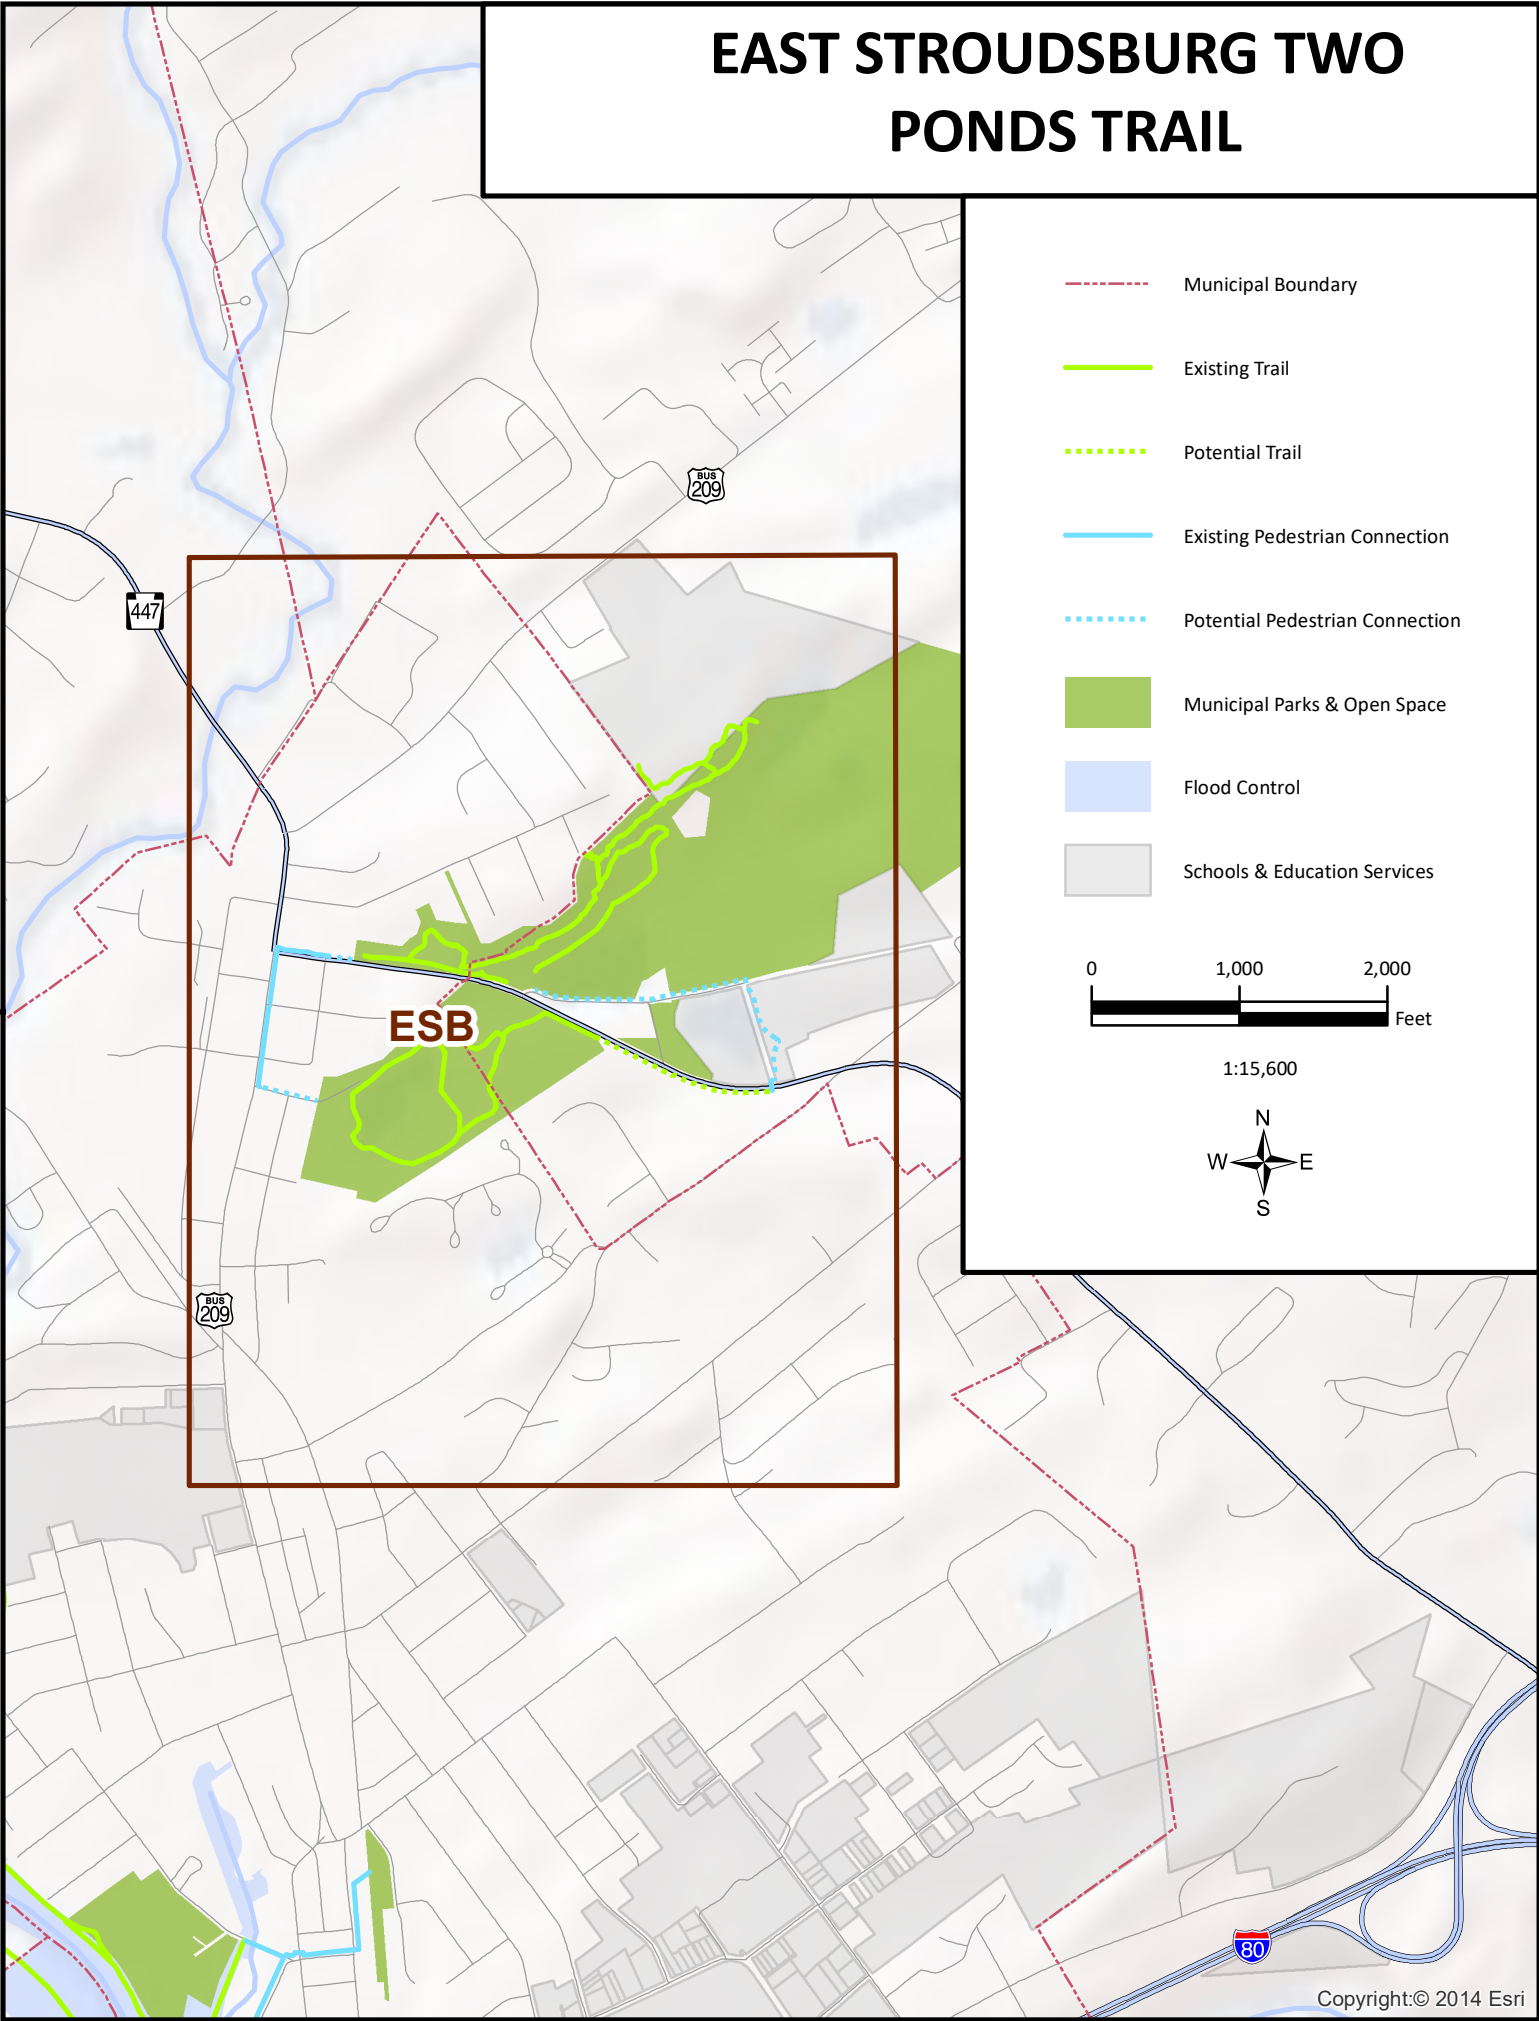 EAST STROUDSBURG TWO
PONDS TRAIL
Municipal Boundary
Existing Trail
Potential Trail
Existing Pedestrian Connection
Potential Pedestrian Connection
Municipal Parks & Open Space
Flood Control
Schools & Education Services
0 1,000 2,000
Feet
1:15,600
N
W E
S
BUS
209
447
ESB
BUS
209
80
Copyright:© 2014 Esri